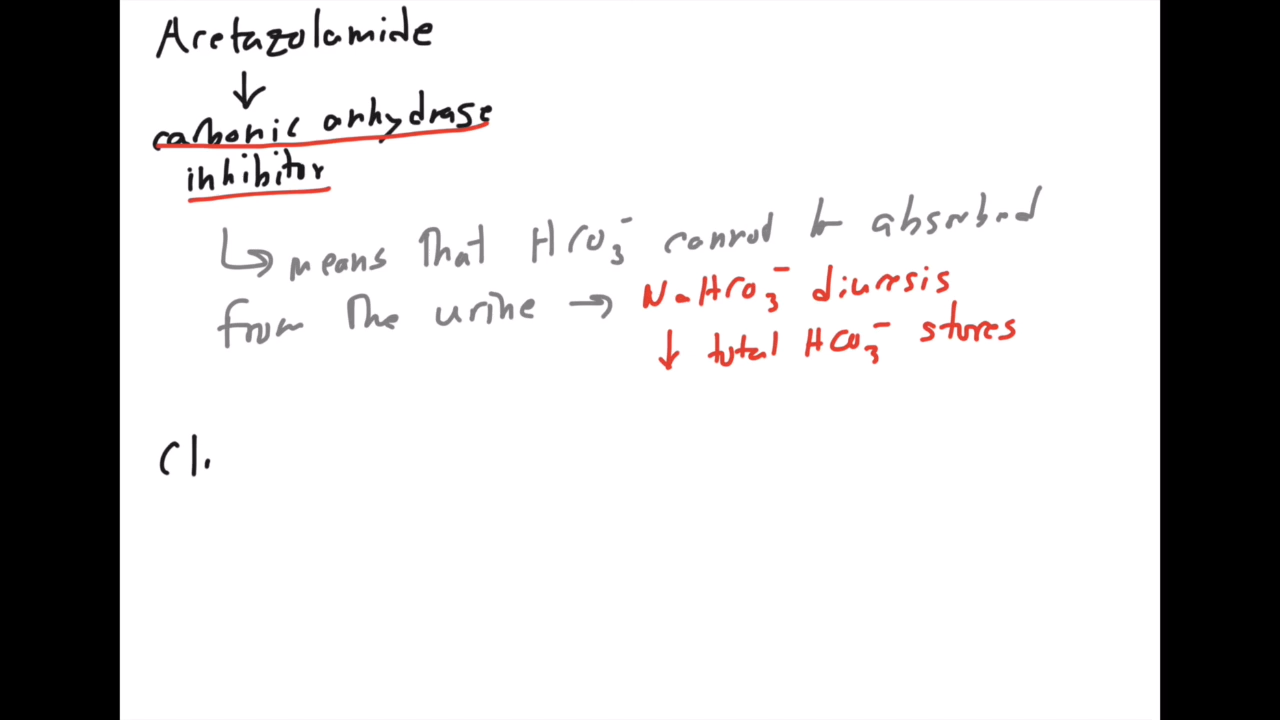 Acetazolamide
↓
carbonic anhydrase
inhibitor
↳ means that HCO₃⁻ cannot be absorbed
from the urine → NaHCO₃⁻ diuresis
↓ total HCO₃⁻ stores
Cl.